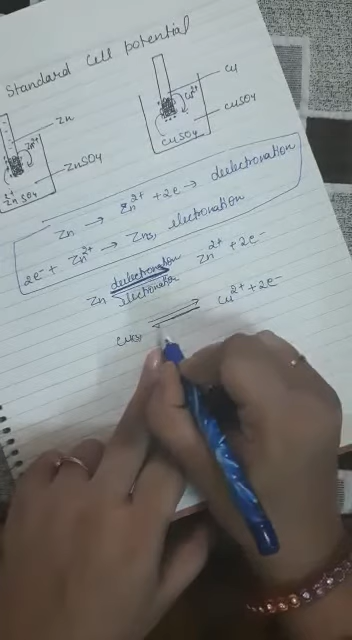 Standard Cell potential
Zn
Zn²⁺
ZnSO4
ZnSO4
Cu
Cu²⁺
CuSO4
CuSO4
Zn → Zn²⁺ + 2e⁻ → deelectronation
2e⁻ + Zn²⁺ → Zn(s) electronation
Zn deelectronation Zn²⁺ + 2e⁻
electronation
Cu(s) Cu²⁺ + 2e⁻